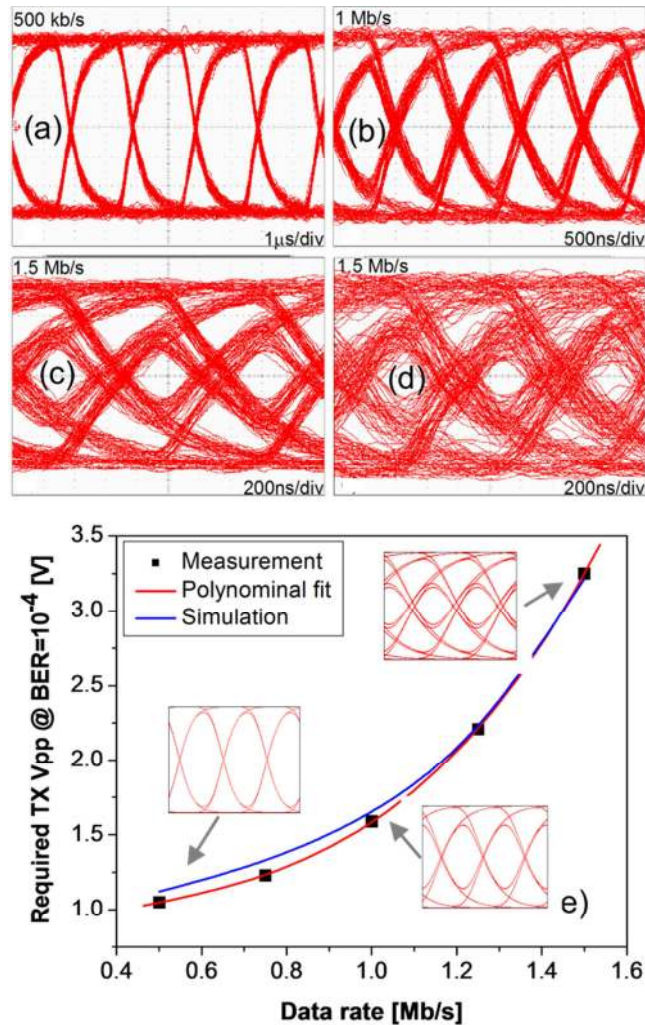 500 kb/s
(a)
1μs/div
1 Mb/s
(b)
500ns/div
1.5 Mb/s
(c)
200ns/div
1.5 Mb/s
(d)
200ns/div
Required TX Vpp @ BER=10⁻⁴ [V]
3.5
3.0
2.5
2.0
1.5
1.0
Measurement
Polynominal fit
Simulation
e)
0.4 0.6 0.8 1.0 1.2 1.4 1.6
Data rate [Mb/s]